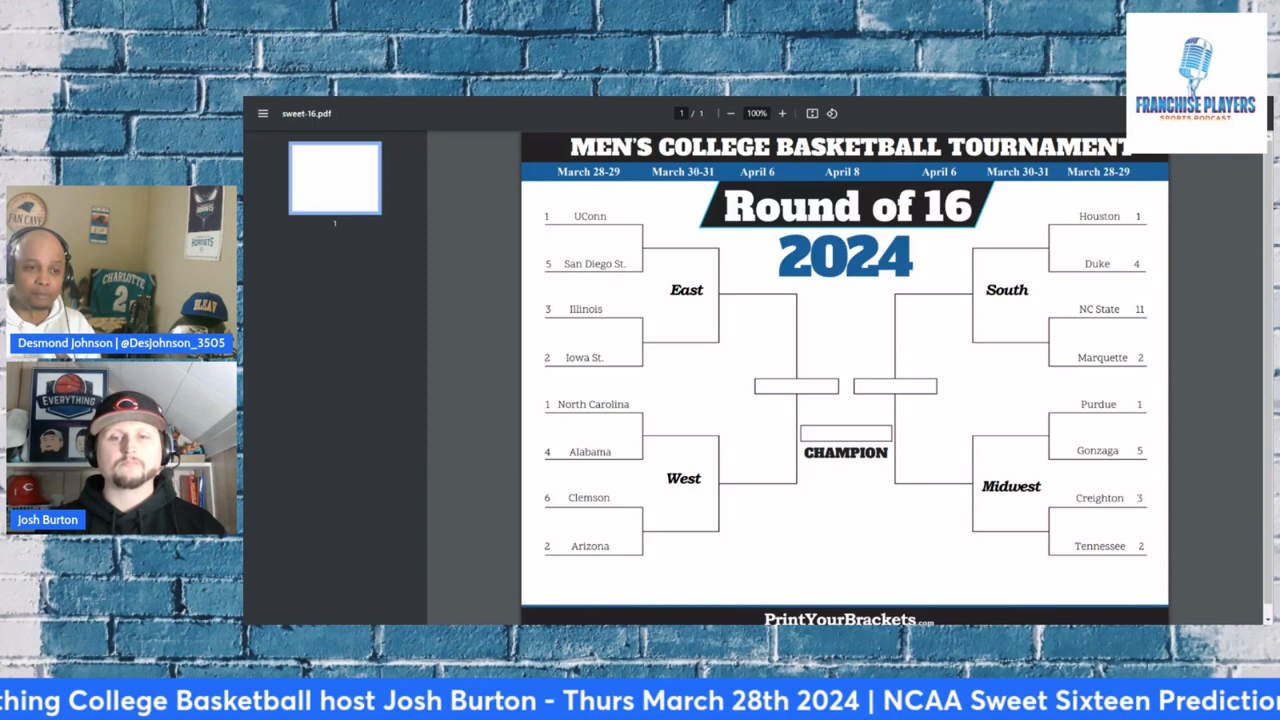 FRANCHISE PLAYERS
SPORTS PODCAST
sweet-16.pdf
1 / 1
100%
1
MEN'S COLLEGE BASKETBALL TOURNAMENT
March 28-29 March 30-31 April 6 April 8 April 6 March 30-31 March 28-29
Round of 16
2024
1 UConn
5 San Diego St.
East
3 Illinois
2 Iowa St.
1 North Carolina
4 Alabama
West
6 Clemson
2 Arizona
Houston 1
Duke 4
South
NC State 11
Marquette 2
Purdue 1
Gonzaga 5
Midwest
Creighton 3
Tennessee 2
CHAMPION
PrintYourBrackets.com
FAN CAVE
HORNETS
CHARLOTTE
2
Desmond Johnson | @DesJohnson_3505
EVERYTHING
Josh Burton
thing College Basketball host Josh Burton - Thurs March 28th 2024 | NCAA Sweet Sixteen Prediction